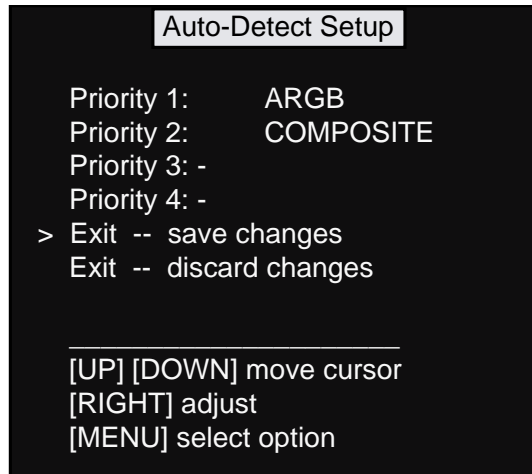 Auto-Detect Setup
Priority 1: ARGB
Priority 2: COMPOSITE
Priority 3: -
Priority 4: -
> Exit -- save changes
Exit -- discard changes
[UP] [DOWN] move cursor
[RIGHT] adjust
[MENU] select option